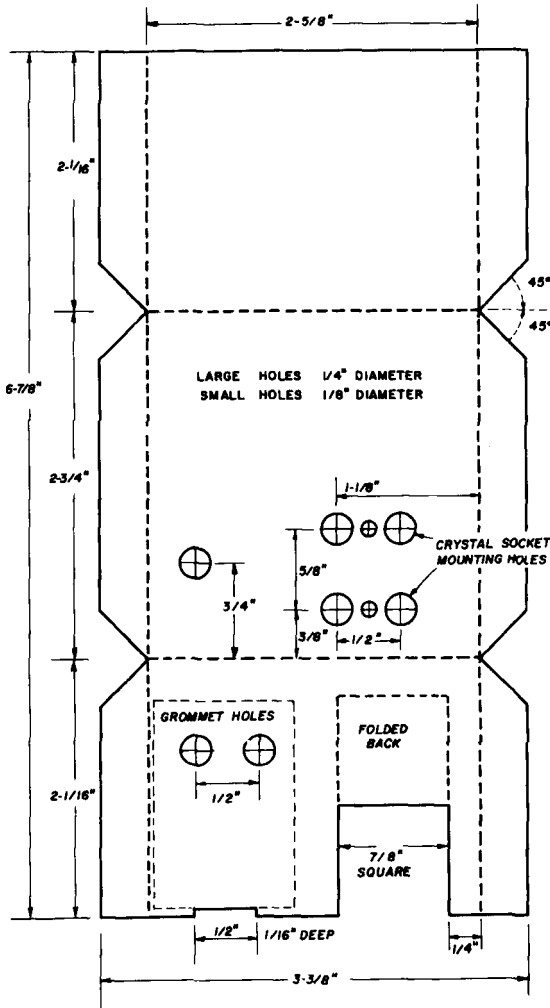 2-5/8"
2-1/16"
45°
45°
6-7/8"
LARGE HOLES 1/4" DIAMETER
SMALL HOLES 1/8" DIAMETER
2-3/4"
1-1/8"
CRYSTAL SOCKET
MOUNTING HOLES
5/8"
3/4"
3/8"
1/2"
GROMMET HOLES
FOLDED
BACK
1/2"
2-1/16"
7/8"
SQUARE
1/2" 1/16" DEEP
1/4"
3-3/8"